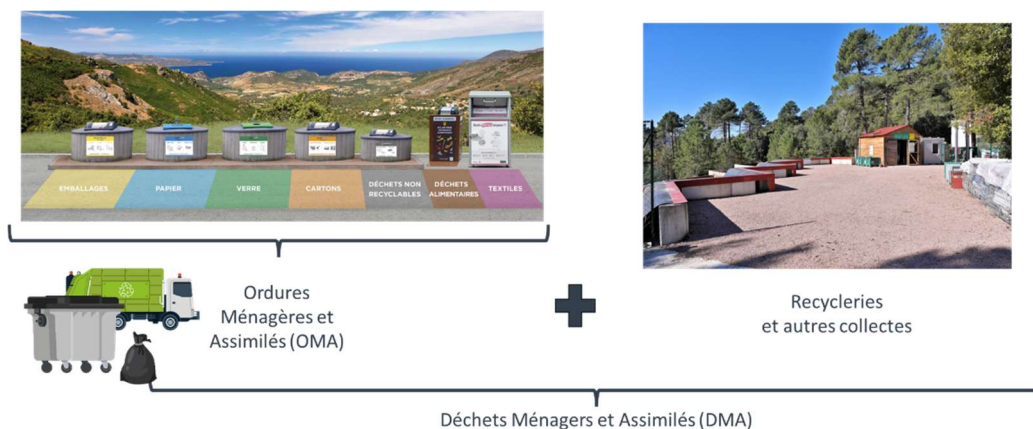 EMBALLAGES
PAPIER
VERRE
CARTONS
DÉCHETS NON
RECYCLABLES
DÉCHETS
ALIMENTAIRES
TEXTILES
Ordures
Ménagères et
Assimilés (OMA)
Recycleries
et autres collectes
Déchets Ménagers et Assimilés (DMA)